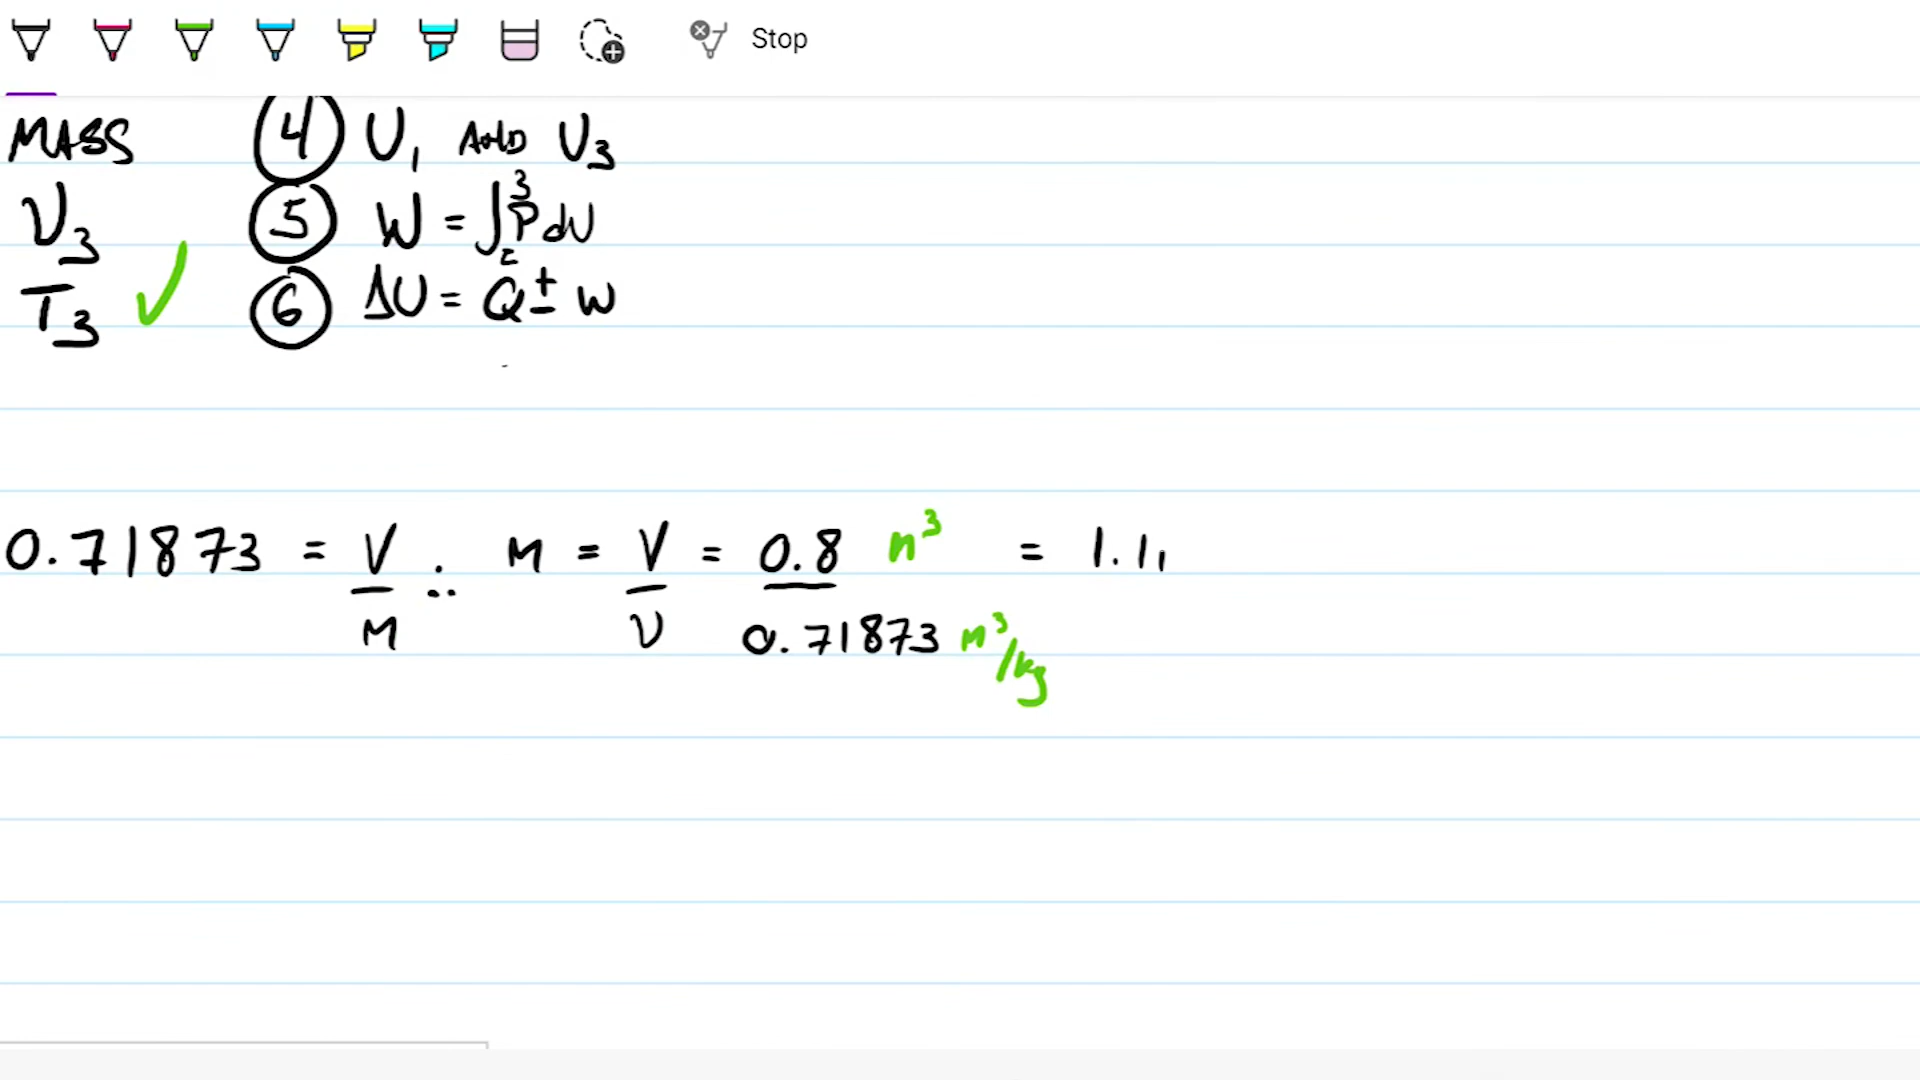 Stop
MASS ④ U₁ AND U₃
V₃ ⑤ W = ∫₂³ P dV
T₃ ✓ ⑥ ΔU = Q ± W
0.71873 = V/M ∴ M = V/ν = 0.8 m³ / 0.71873 m³/kg = 1.11